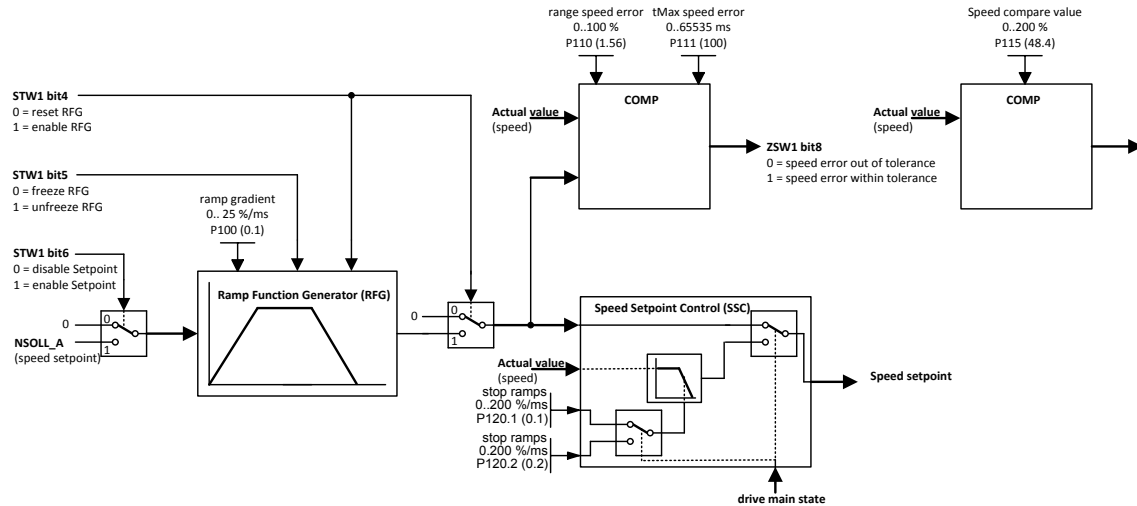 range speed error
0..100 %
P110 (1.56)
tMax speed error
0..65535 ms
P111 (100)
Speed compare value
0..200 %
P115 (48.4)
STW1 bit4
0 = reset RFG
1 = enable RFG
COMP
Actual value
(speed)
ZSW1 bit8
0 = speed error out of tolerance
1 = speed error within tolerance
COMP
Actual value
(speed)
STW1 bit5
0 = freeze RFG
1 = unfreeze RFG
ramp gradient
0.. 25 %/ms
P100 (0.1)
STW1 bit6
0 = disable Setpoint
1 = enable Setpoint
0
0
NSOLL_A
1
(speed setpoint)
Ramp Function Generator (RFG)
0
0
1
Speed Setpoint Control (SSC)
Actual value
(speed)
stop ramps
0..200 %/ms
P120.1 (0.1)
stop ramps
0.200 %/ms
P120.2 (0.2)
Speed setpoint
drive main state